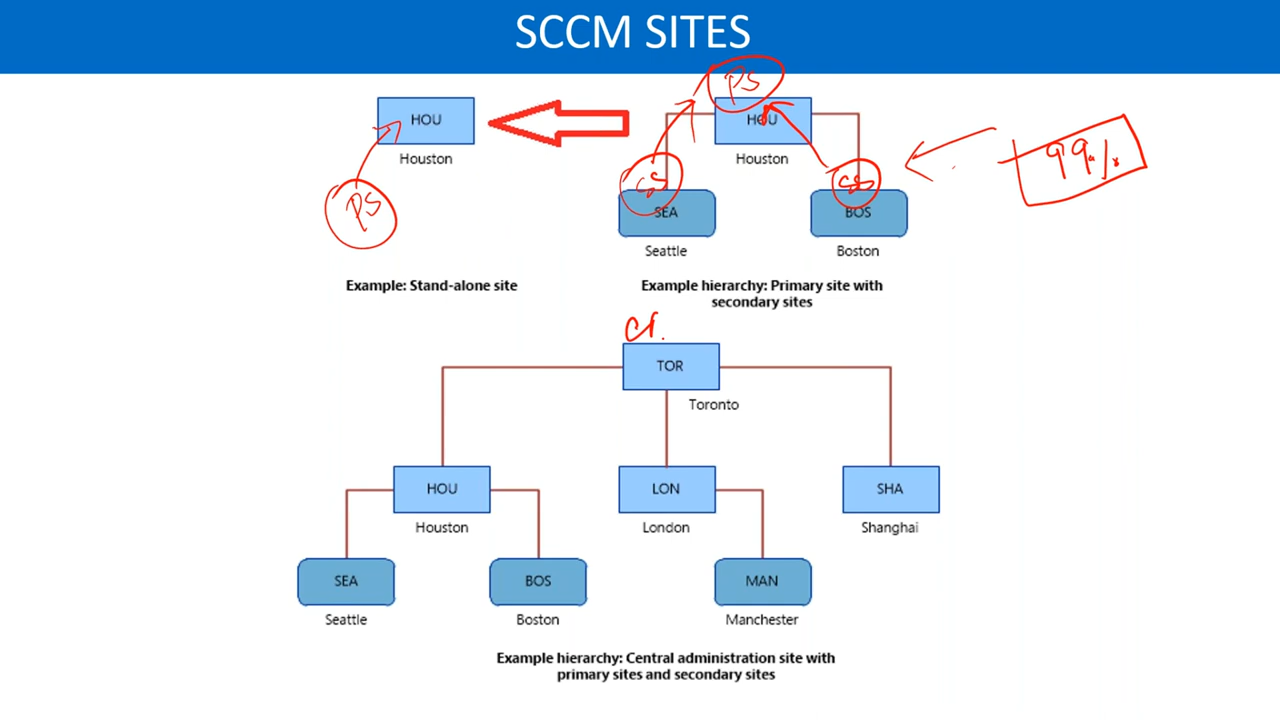 SCCM SITES
PS
HOU
HOU
Houston
Houston
99%
PS
SEA
BOS
Seattle
Boston
Example: Stand-alone site
Example hierarchy: Primary site with
secondary sites
TOR
Toronto
HOU
LON
SHA
Houston
London
Shanghai
SEA
BOS
MAN
Seattle
Boston
Manchester
Example hierarchy: Central administration site with
primary sites and secondary sites